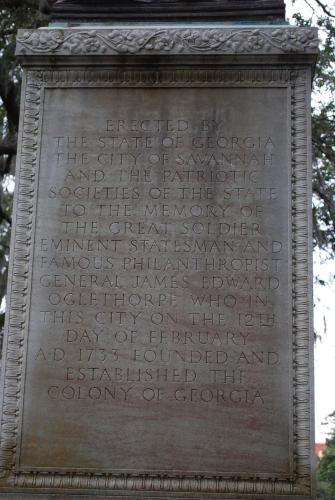 ERECTED BY
THE STATE OF GEORGIA
THE CITY OF SAVANNAH
AND THE PATRIOTIC
SOCIETIES OF THE STATE
TO THE MEMORY OF
THE GREAT SOLDIER
EMINENT STATESMAN AND
FAMOUS PHILANTHROPIST
GENERAL JAMES EDWARD
OGLETHORPE WHO IN
THIS CITY ON THE 12TH
DAY OF FEBRUARY
A·D· 1733 FOUNDED AND
ESTABLISHED THE
COLONY OF GEORGIA